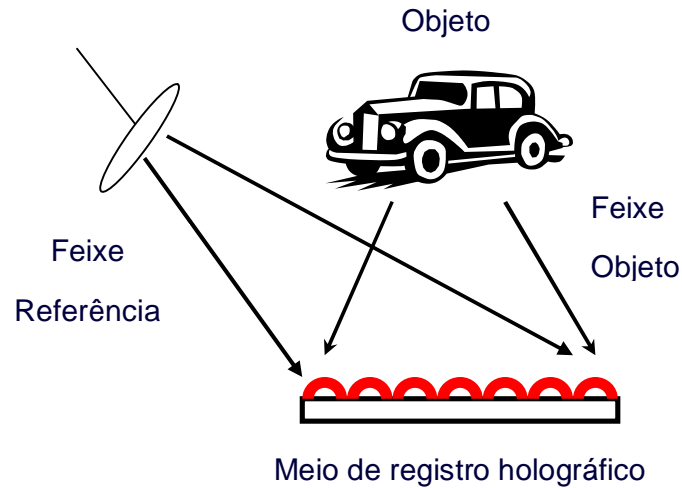 Objeto
Feixe
Objeto
Feixe
Referência
Meio de registro holográfico